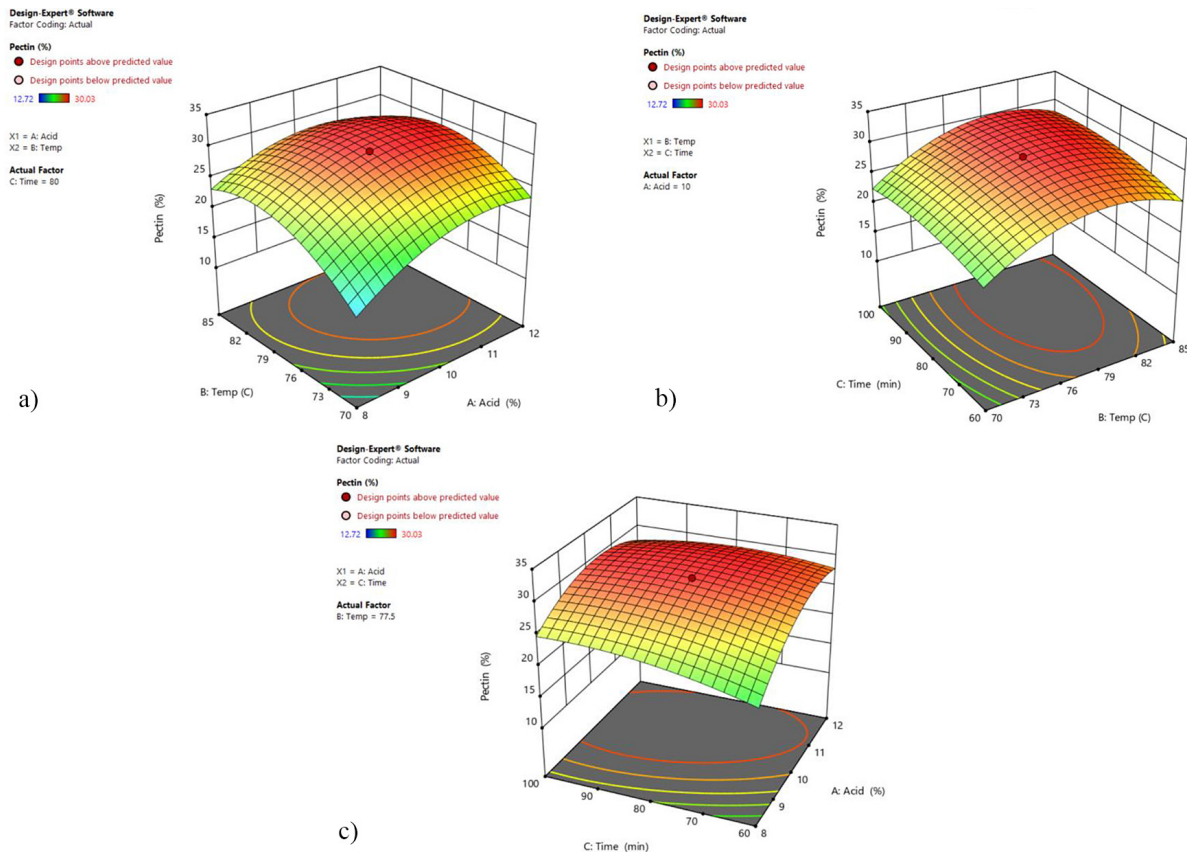 Design-Expert® Software
Factor Coding: Actual
Pectin (%)
Design points above predicted value
Design points below predicted value
12.72 30.03
X1 = A: Acid
X2 = B: Temp
Actual Factor
C: Time = 80
35
30
25
20
15
10
Pectin (%)
85
82
79
76
73
70
B: Temp (C)
8
9
10
11
12
A: Acid (%)
a)
Design-Expert® Software
Factor Coding: Actual
Pectin (%)
Design points above predicted value
Design points below predicted value
12.72 30.03
X1 = B: Temp
X2 = C: Time
Actual Factor
A: Acid = 10
35
30
25
20
15
10
Pectin (%)
100
90
80
70
60
C: Time (min)
70
73
76
79
82
85
B: Temp (C)
b)
Design-Expert® Software
Factor Coding: Actual
Pectin (%)
Design points above predicted value
Design points below predicted value
12.72 30.03
X1 = A: Acid
X2 = C: Time
Actual Factor
B: Temp = 77.5
35
30
25
20
15
10
Pectin (%)
100
90
80
70
60
C: Time (min)
8
9
10
11
12
A: Acid (%)
c)